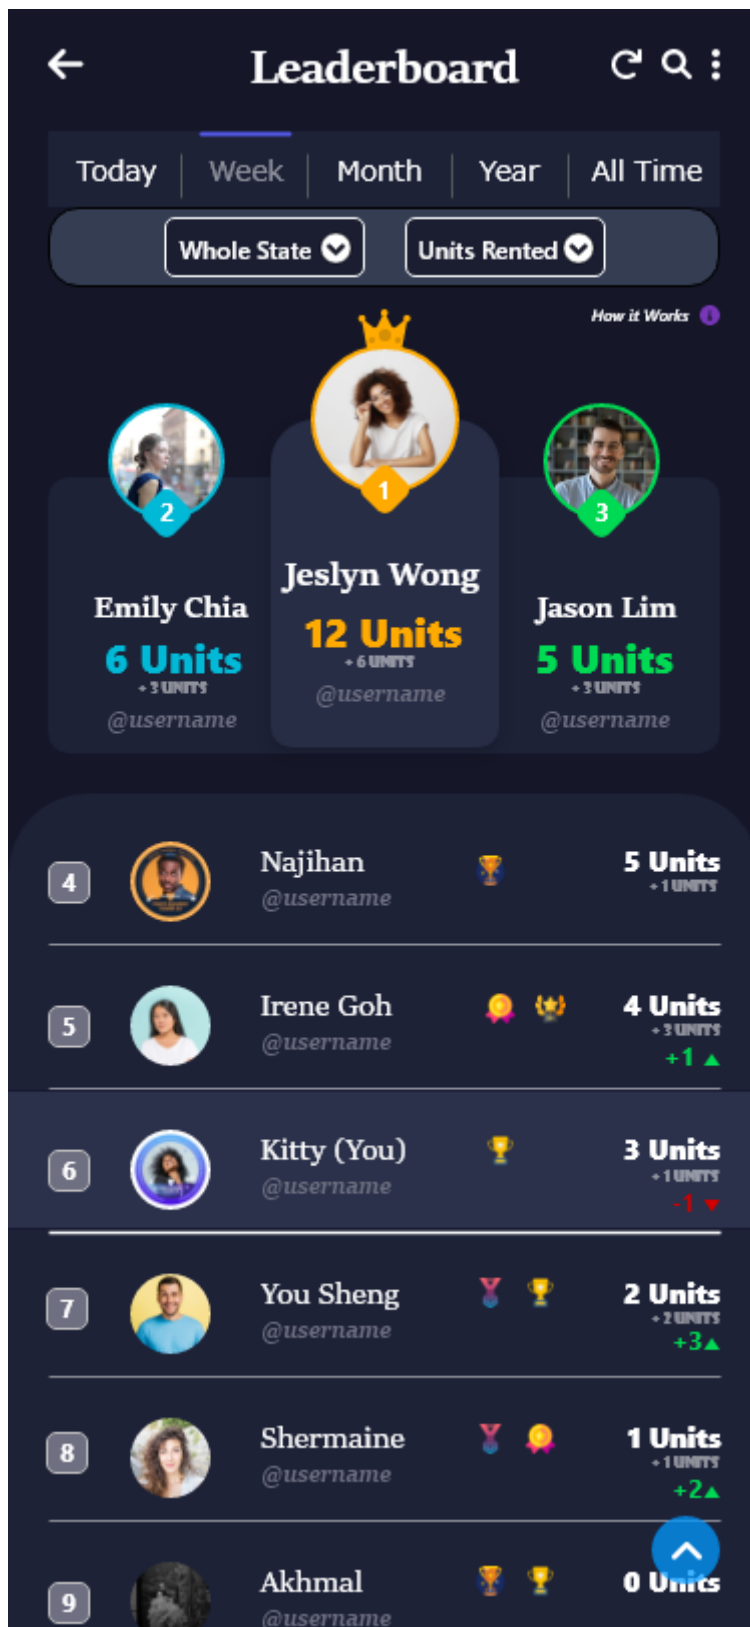 Leaderboard
Today Week Month Year All Time
Whole State Units Rented
How it Works
1
2
3
Jeslyn Wong
12 Units
+ 6 UNITS
@username
Emily Chia
6 Units
+ 3 UNITS
@username
Jason Lim
5 Units
+ 3 UNITS
@username
4 Najihan 5 Units
@username + 1 UNITS
5 Irene Goh 4 Units
@username + 3 UNITS
+1
6 Kitty (You) 3 Units
@username + 1 UNITS
-1
7 You Sheng 2 Units
@username + 2 UNITS
+3
8 Shermaine 1 Units
@username + 1 UNITS
+2
9 Akhmal 0 Units
@username